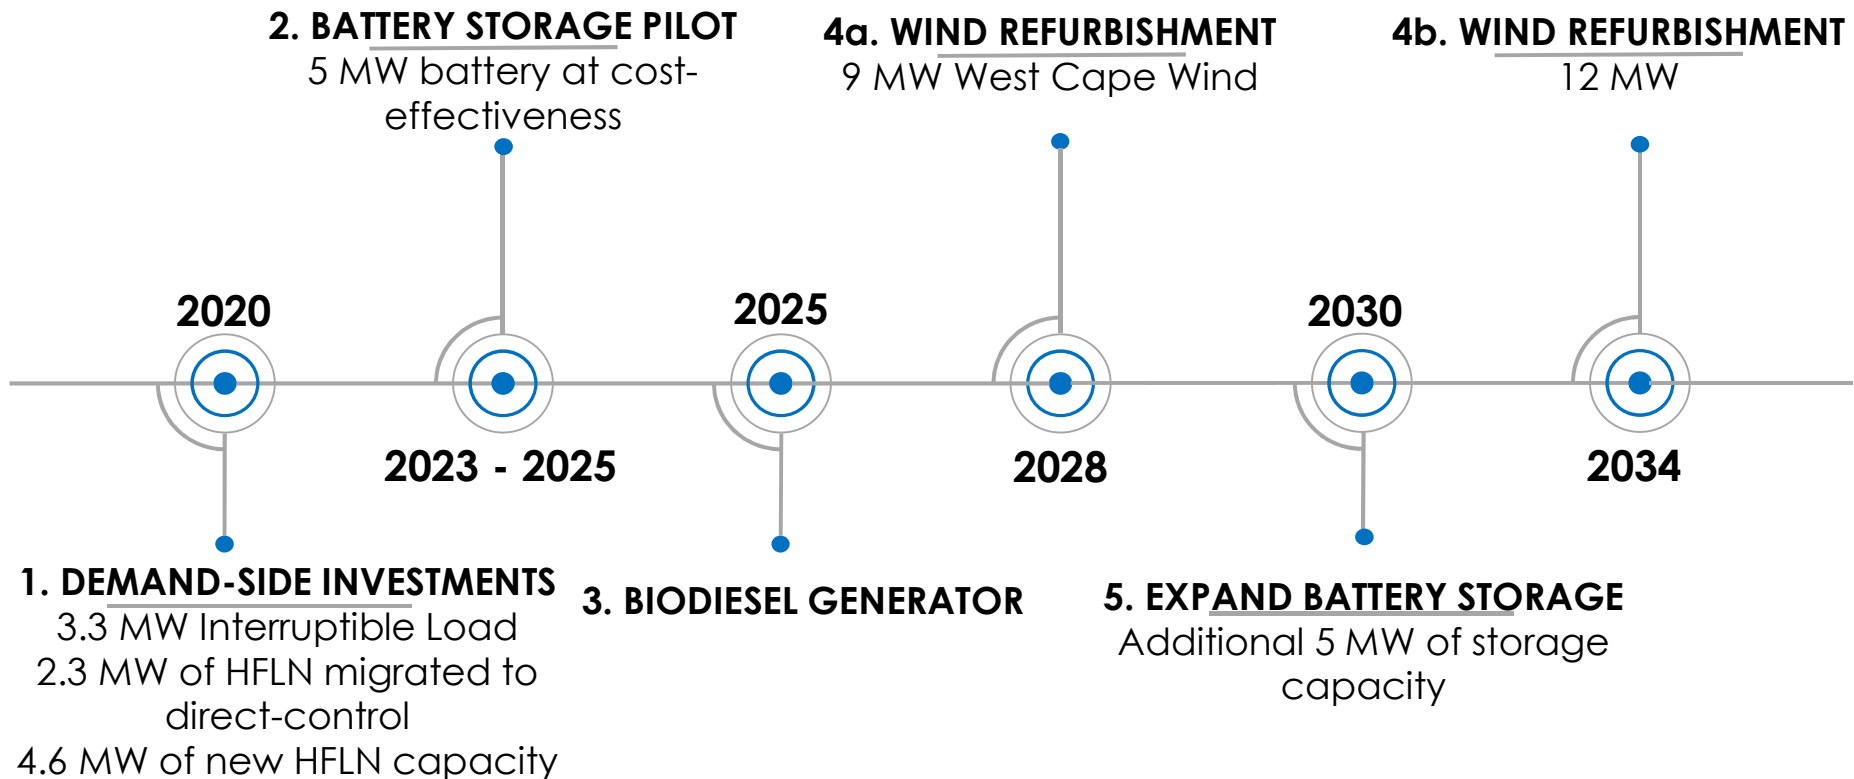 2. BATTERY STORAGE PILOT
5 MW battery at cost-
effectiveness
4a. WIND REFURBISHMENT
9 MW West Cape Wind
4b. WIND REFURBISHMENT
12 MW
2020
2023 - 2025
2025
2028
2030
2034
1. DEMAND-SIDE INVESTMENTS
3.3 MW Interruptible Load
2.3 MW of HFLN migrated to
direct-control
4.6 MW of new HFLN capacity
3. BIODIESEL GENERATOR
5. EXPAND BATTERY STORAGE
Additional 5 MW of storage
capacity